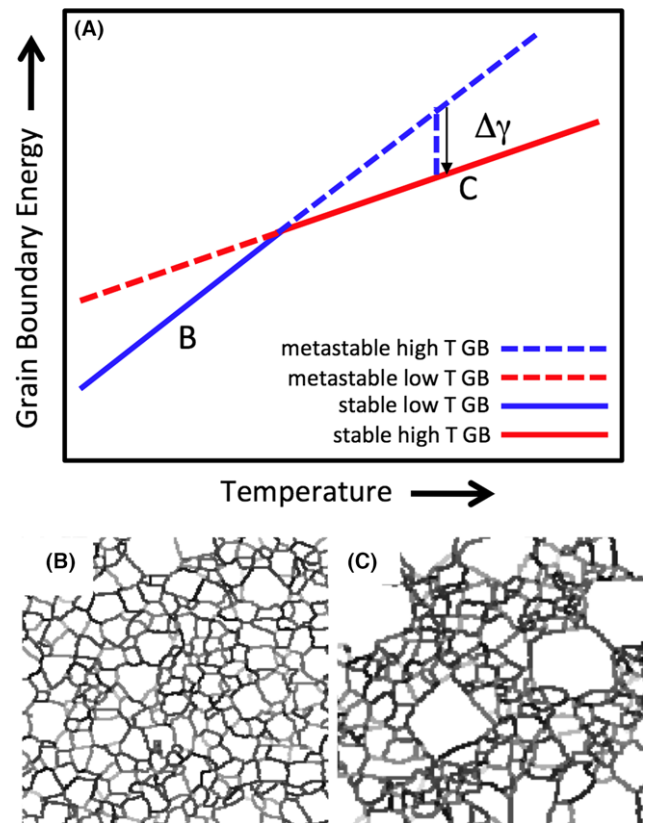 (A)
Grain Boundary Energy
Δγ
C
B
metastable high T GB
metastable low T GB
stable low T GB
stable high T GB
Temperature
(B)
(C)